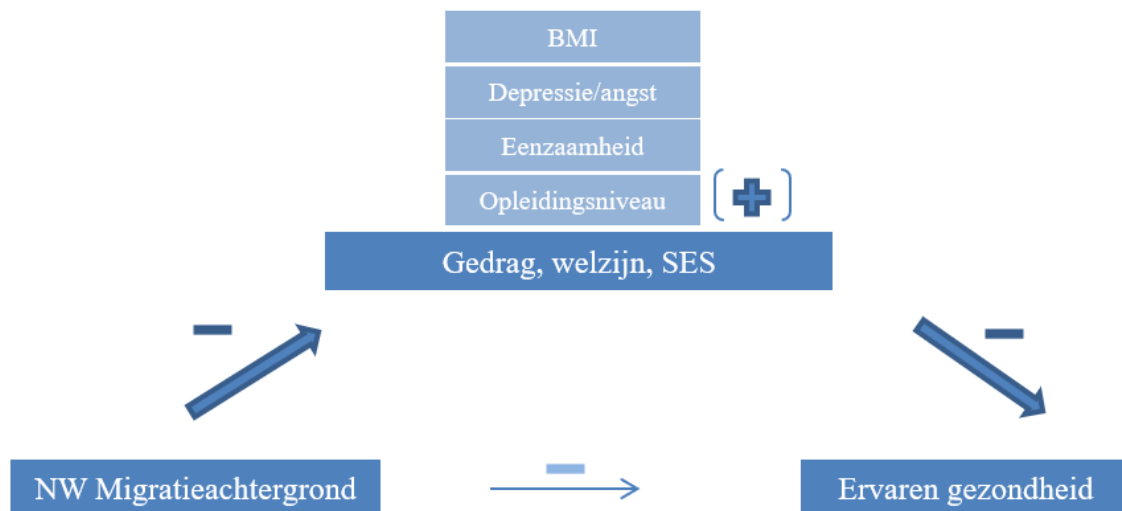 BMI
Depressie/angst
Eenzaamheid
Opleidingsniveau
Gedrag, welzijn, SES
NW Migratieachtergrond
Ervaren gezondheid